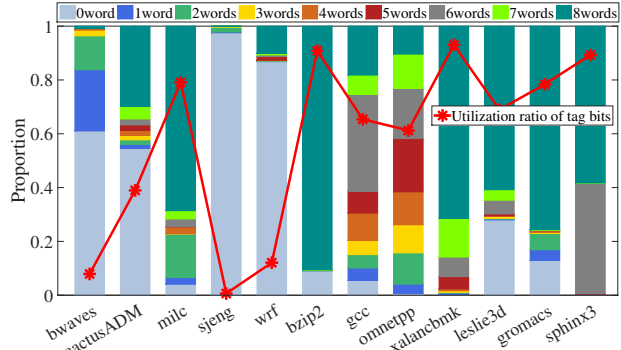 0word 1word 2words 3words 4words 5words 6words 7words 8words
1
0.8
0.6
0.4
0.2
0
Proportion
Utilization ratio of tag bits
bwaves
actusADM
milc
sjeng
wrf
bzip2
gcc
omnetpp
xalancbmk
leslie3d
gromacs
sphinx3